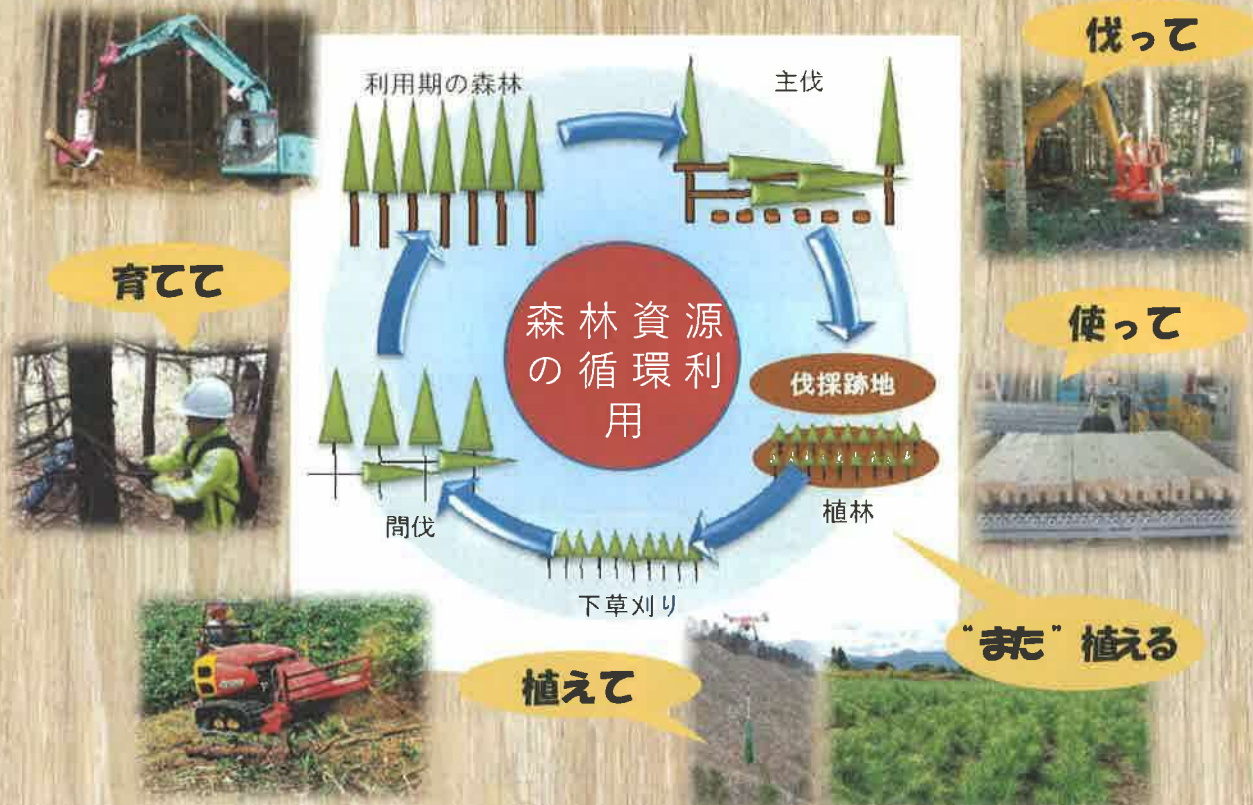 伐って
利用期の森林
主伐
育てて
使って
森林資源
の循環利
用
伐採跡地
植林
間伐
下草刈り
"また"植える
植えて